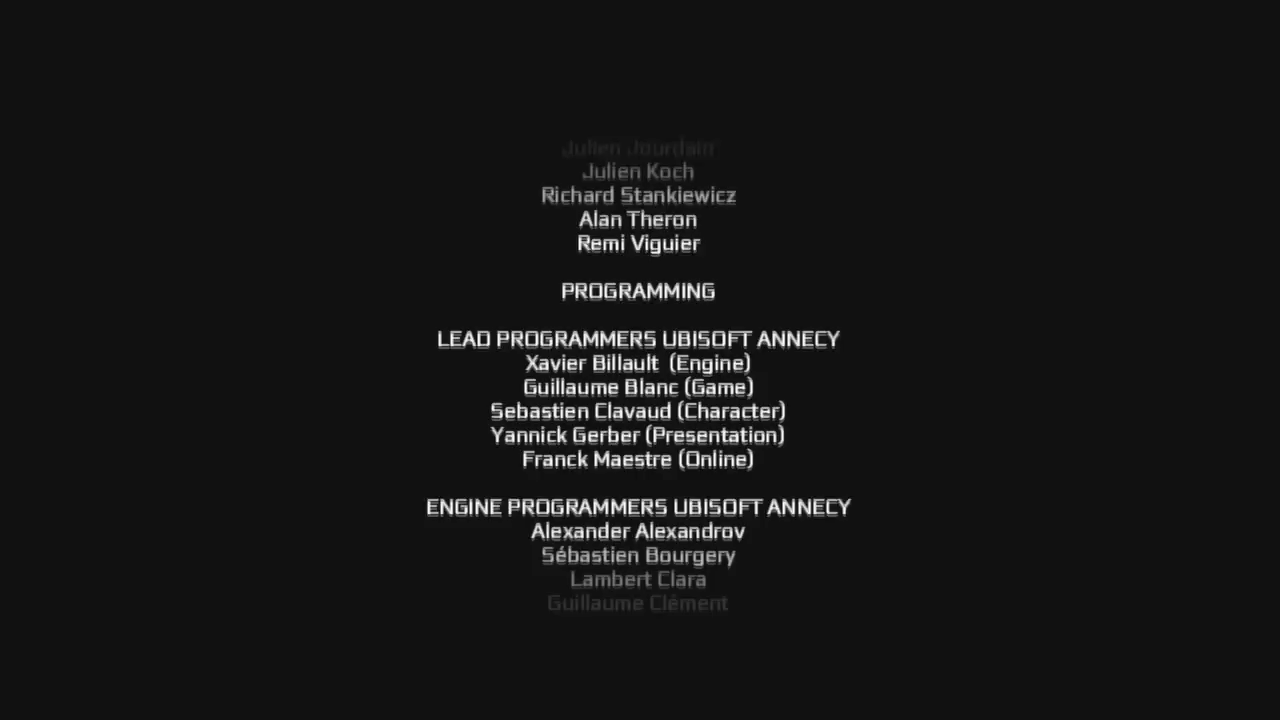 Julien Jourdain
Julien Koch
Richard Stankiewicz
Alan Theron
Remi Viguier
PROGRAMMING
LEAD PROGRAMMERS UBISOFT ANNECY
Xavier Billault (Engine)
Guillaume Blanc (Game)
Sebastien Clavaud (Character)
Yannick Gerber (Presentation)
Franck Maestre (Online)
ENGINE PROGRAMMERS UBISOFT ANNECY
Alexander Alexandrov
Sébastien Bourgery
Lambert Clara
Guillaume Clément